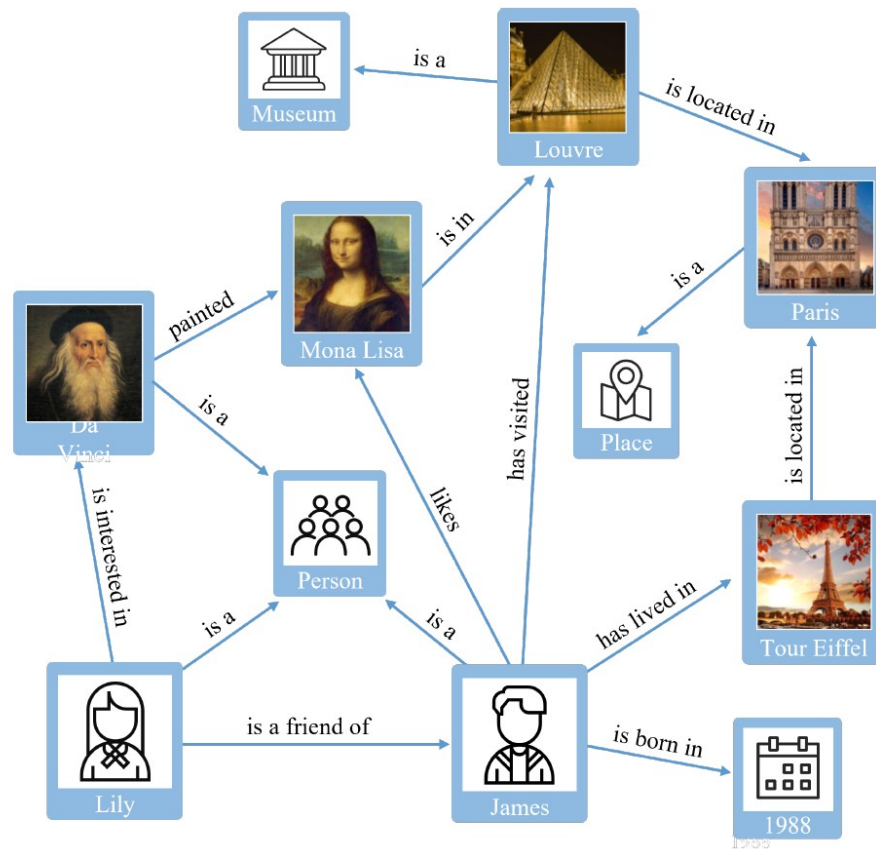 is a
Museum
Louvre
is located in
is in
Paris
is a
painted
Mona Lisa
Da
Vinci
is a
Place
has visited
is located in
likes
is interested in
Person
is a
is a
has lived in
Tour Eiffel
is a friend of
is born in
Lily
James
1988
1988